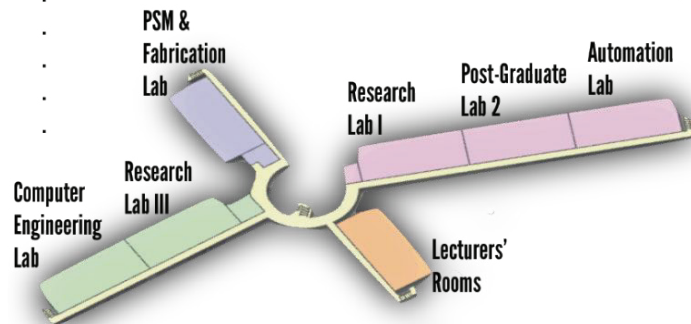 PSM &
Fabrication
Lab
Research
Lab I
Post-Graduate
Lab 2
Automation
Lab
Computer
Engineering
Lab
Research
Lab III
Lecturers'
Rooms